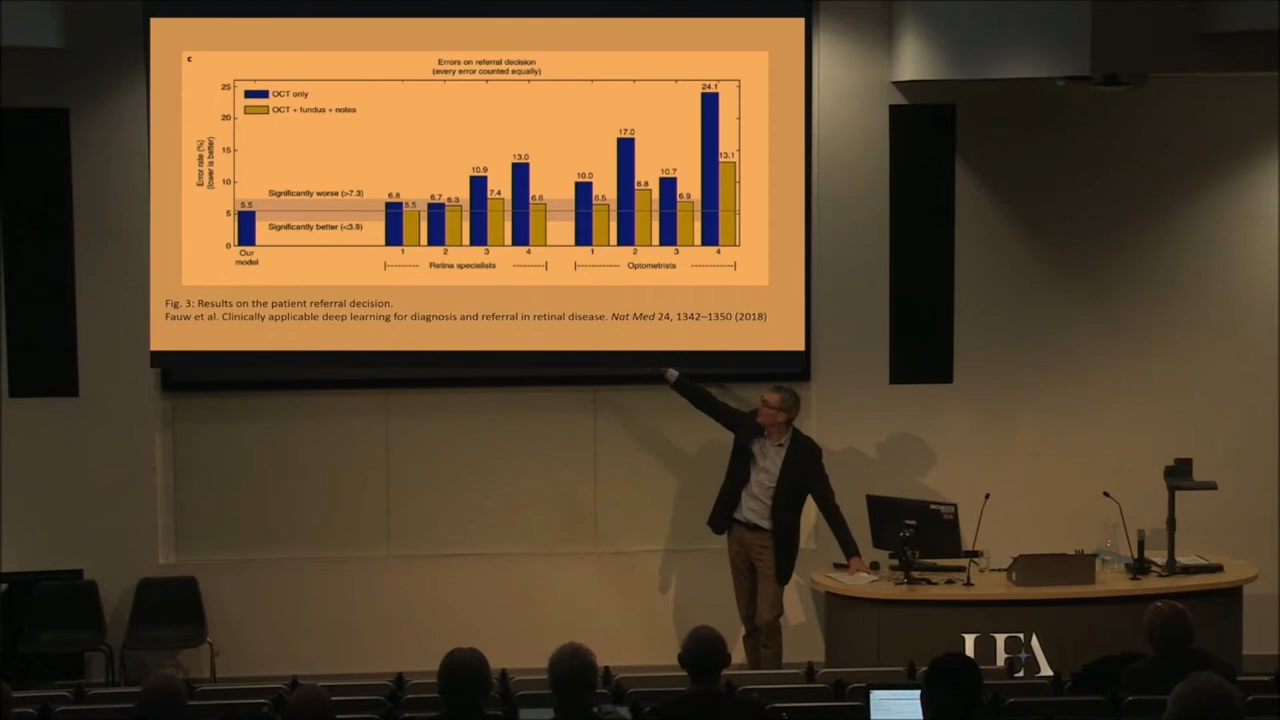 c
Errors on referral decision
(every error counted equally)
OCT only
OCT + fundus + notes
Error rate (%)
(lower is better)
25
20
15
10
5
0
Significantly worse (>7.3)
Significantly better (<3.9)
5.5
6.8
5.5
6.7
6.3
10.9
7.4
13.0
6.6
10.0
6.5
17.0
8.8
10.7
6.9
24.1
13.1
Our
model
1 2 3 4 1 2 3 4
Retina specialists Optometrists
Fig. 3: Results on the patient referral decision.
Fauw et al. Clinically applicable deep learning for diagnosis and referral in retinal disease. Nat Med 24, 1342–1350 (2018)
UEA